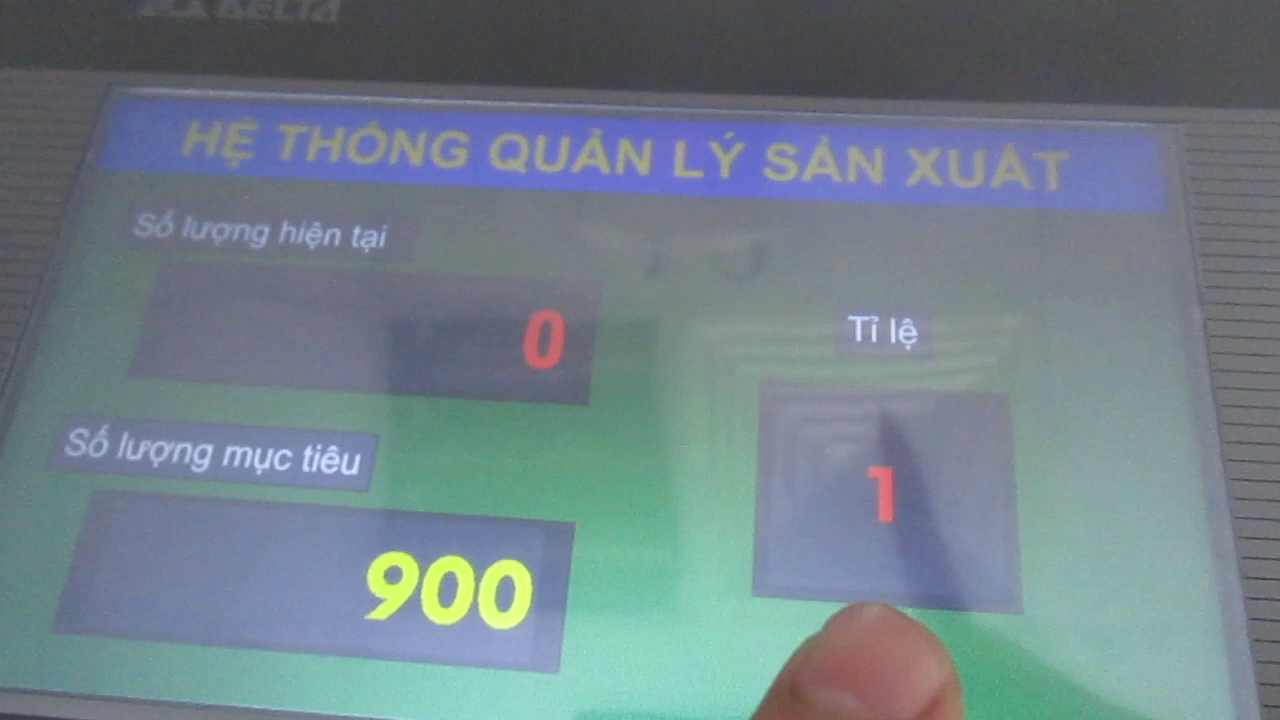 DELTA
HỆ THỐNG QUẢN LÝ SẢN XUẤT
Số lượng hiện tại
0
Tỉ lệ
Số lượng mục tiêu
1
900